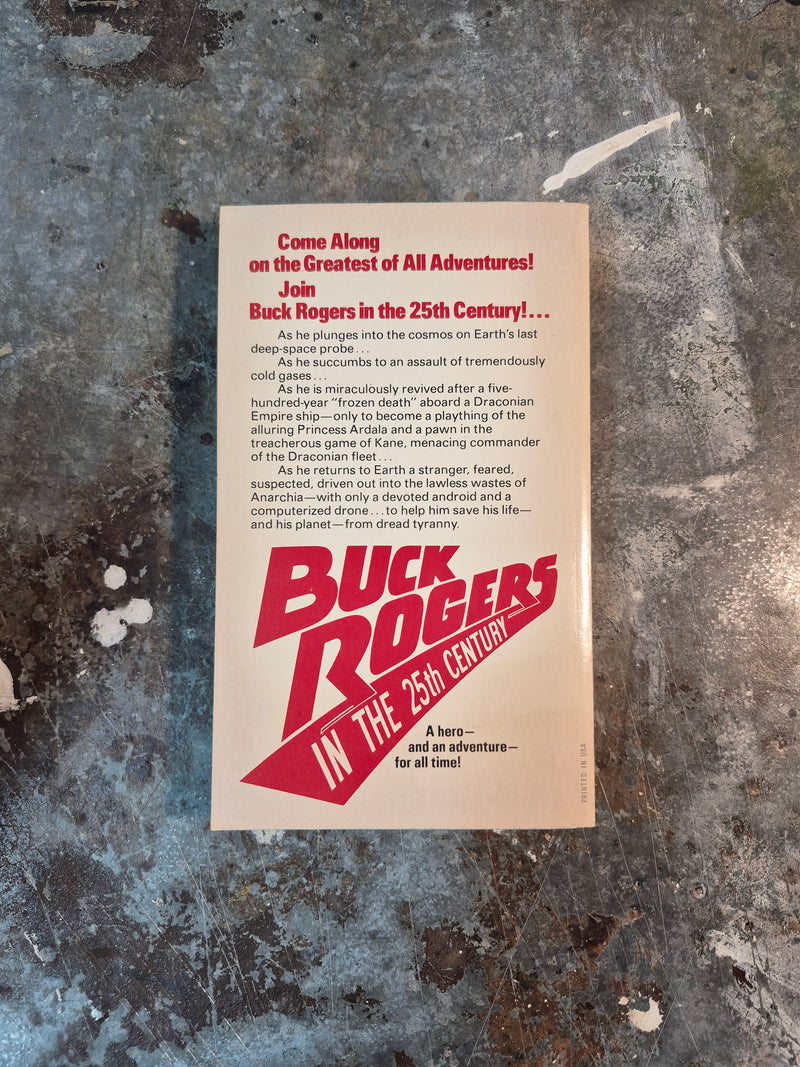 Come Along
on the Greatest of All Adventures!
Join
Buck Rogers in the 25th Century!...
As he plunges into the cosmos on Earth's last
deep-space probe...
As he succumbs to an assault of tremendously
cold gases...
As he is miraculously revived after a five-
hundred-year "frozen death" aboard a Draconian
Empire ship—only to become a plaything of the
alluring Princess Ardala and a pawn in the
treacherous game of Kane, menacing commander
of the Draconian fleet...
As he returns to Earth a stranger, feared,
suspected, driven out into the lawless wastes of
Anarchia—with only a devoted android and a
computerized drone...to help him save his life—
and his planet—from dread tyranny.
BUCK
ROGERS
IN THE 25th CENTURY
A hero—
and an adventure—
for all time!
PRINTED IN USA